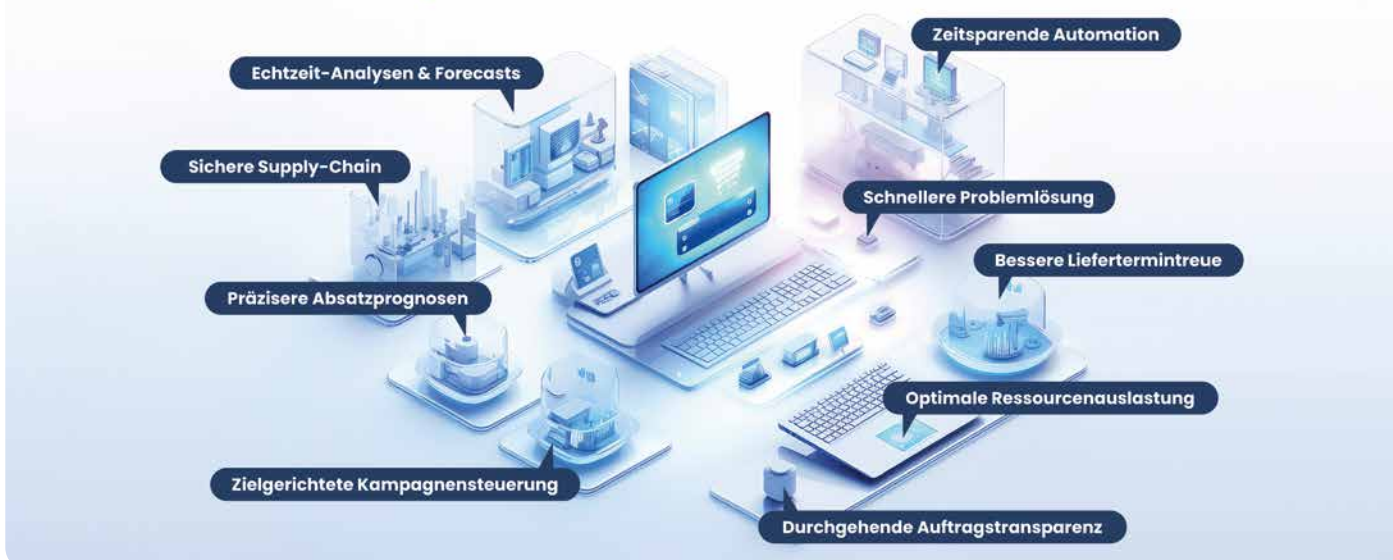 Zeitsparende Automation
Echtzeit-Analysen & Forecasts
Sichere Supply-Chain
Schnellere Problemlösung
Bessere Liefertermintreue
Präzisere Absatzprognosen
Optimale Ressourcenauslastung
Zielgerichtete Kampagnensteuerung
Durchgehende Auftragstransparenz